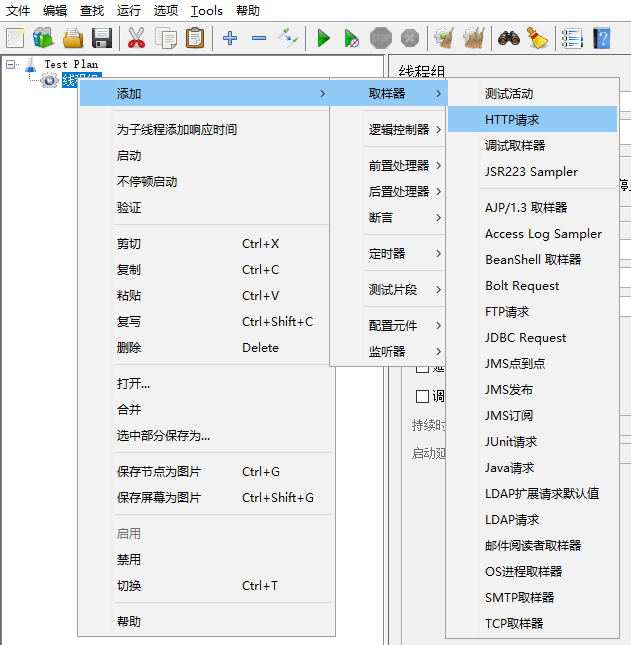 文件 编辑 查找 运行 选项 Tools 帮助
STOP
Test Plan
线程组
线程组
添加
为子线程添加响应时间
启动
不停顿启动
验证
剪切 Ctrl+X
复制 Ctrl+C
粘贴 Ctrl+V
复写 Ctrl+Shift+C
删除 Delete
打开...
合并
选中部分保存为...
保存节点为图片 Ctrl+G
保存屏幕为图片 Ctrl+Shift+G
启用
禁用
切换 Ctrl+T
帮助
取样器
逻辑控制器
前置处理器
后置处理器
断言
定时器
测试片段
配置元件
监听器
测试活动
HTTP请求
调试取样器
JSR223 Sampler
AJP/1.3 取样器
Access Log Sampler
BeanShell 取样器
Bolt Request
FTP请求
JDBC Request
JMS点到点
JMS发布
JMS订阅
JUnit请求
Java请求
LDAP扩展请求默认值
LDAP请求
邮件阅读者取样器
OS进程取样器
SMTP取样器
TCP取样器
停止
调
持续时
启动延